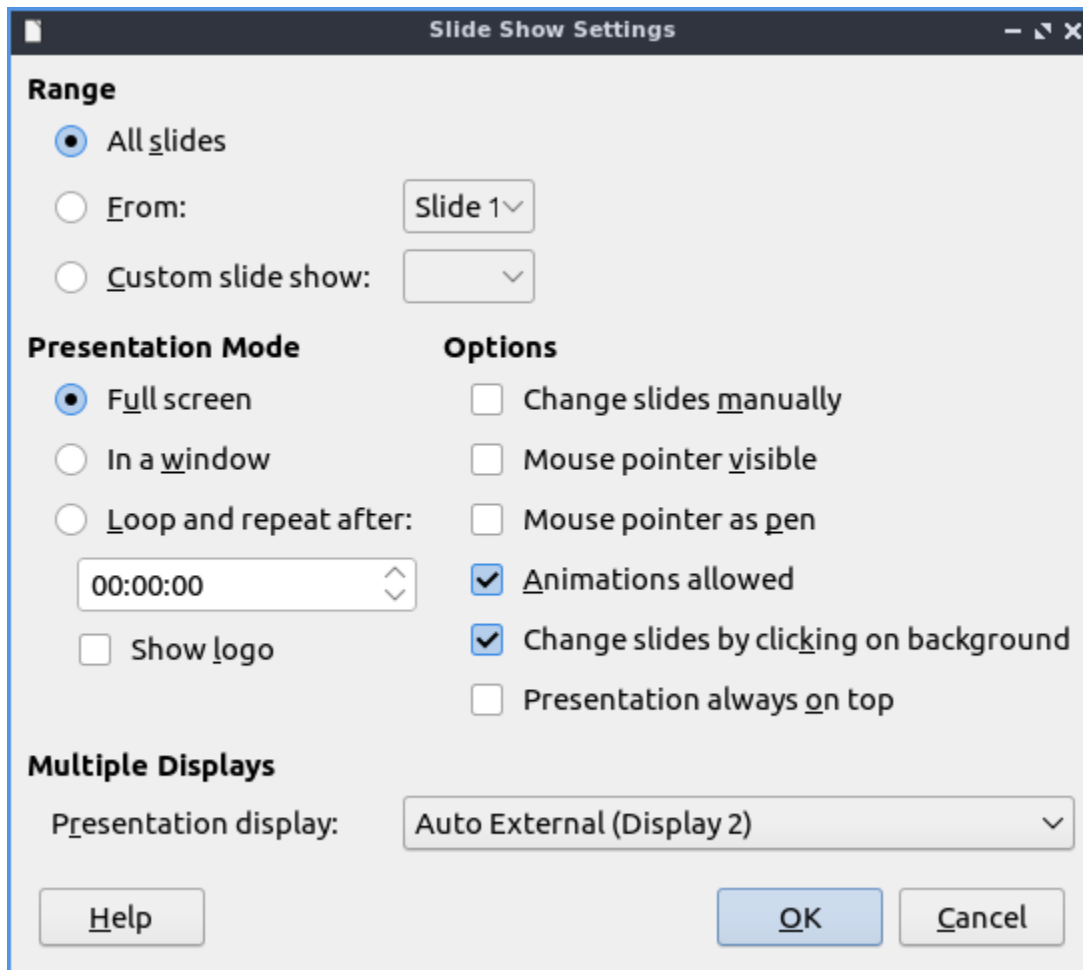 Slide Show Settings
Range
All slides
From:
Slide 1
Custom slide show:
Presentation Mode
Full screen
In a window
Loop and repeat after:
00:00:00
Show logo
Options
Change slides manually
Mouse pointer visible
Mouse pointer as pen
Animations allowed
Change slides by clicking on background
Presentation always on top
Multiple Displays
Presentation display:
Auto External (Display 2)
Help
OK
Cancel